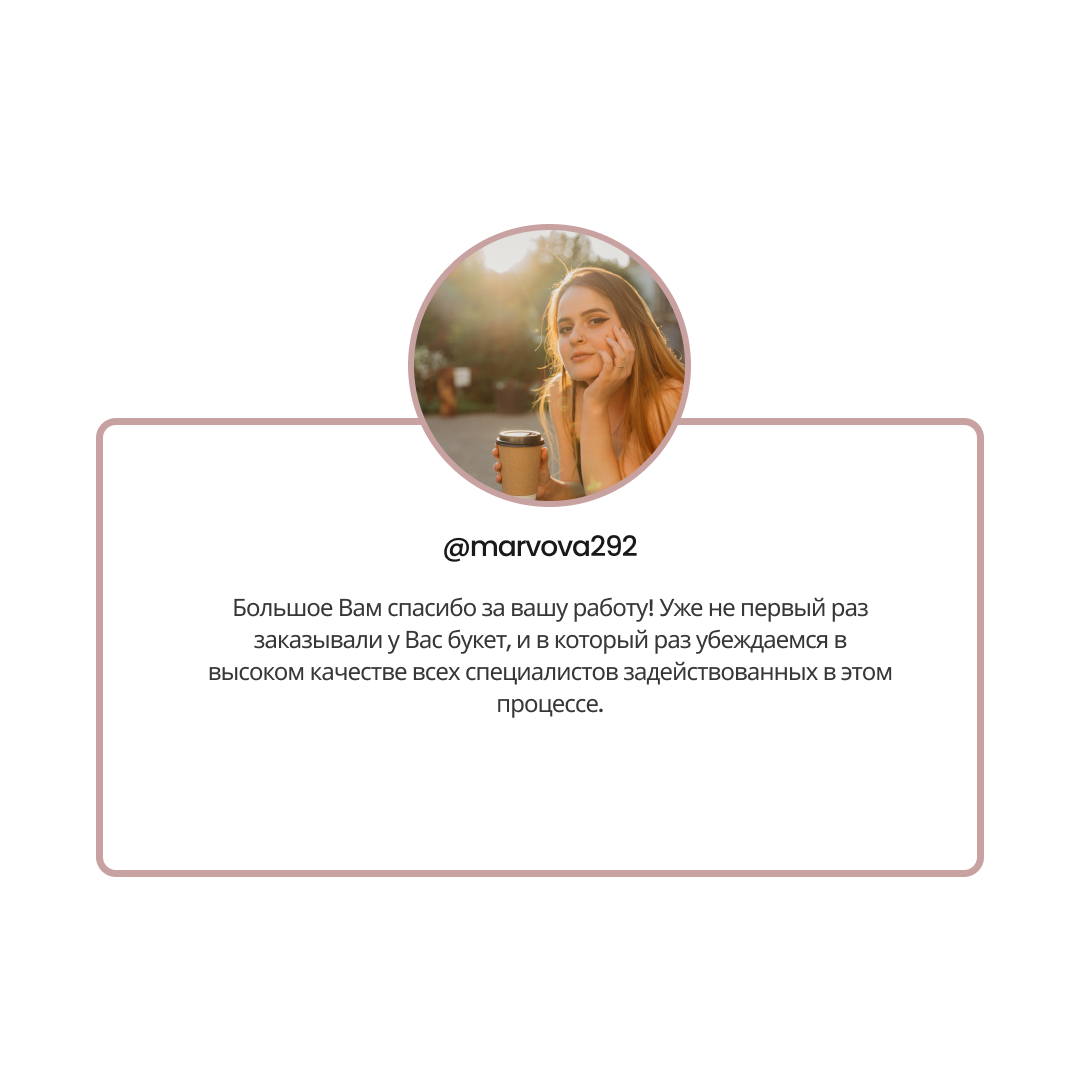 @marvova292
Большое Вам спасибо за вашу работу! Уже не первый раз
заказывали у Вас букет, и в который раз убеждаемся в
высоком качестве всех специалистов задействованных в этом
процессе.